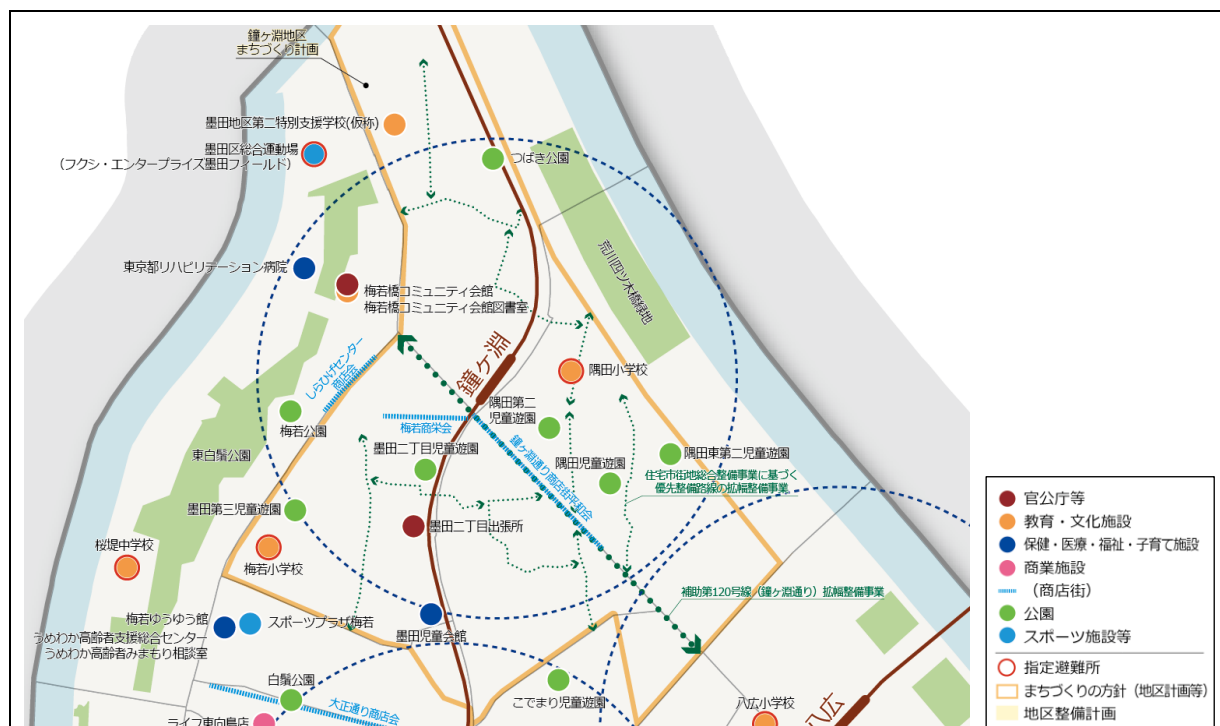 鐘ヶ淵地区
まちづくり計画
墨田地区第二特別支援学校(仮称)
墨田区総合運動場
（フクシ・エンタープライズ墨田フィールド）
つばき公園
荒川四ツ木橋緑地
東京都リハビリテーション病院
梅若橋コミュニティ会館
梅若橋コミュニティ会館図書室
しらひげセンター
商店会
鐘ヶ淵
隅田小学校
梅若公園
梅若商栄会
隅田第二
児童遊園
東白鬚公園
墨田二丁目児童遊園
鐘ヶ淵通り商店街平和会
隅田児童遊園
隅田東第二児童遊園
住宅市街地総合整備事業に基づく
優先整備路線の拡幅整備事業
墨田第三児童遊園
墨田二丁目出張所
桜堤中学校
梅若小学校
補助第120号線（鐘ヶ淵通り）拡幅整備事業
梅若ゆうゆう館
うめわか高齢者支援総合センター
うめわか高齢者みまもり相談室
スポーツプラザ梅若
墨田児童会館
白鬚公園
大正通り商店会
こでまり児童遊園
八広小学校
八広
ライフ東向島店
官公庁等
教育・文化施設
保健・医療・福祉・子育て施設
商業施設
（商店街）
公園
スポーツ施設等
指定避難所
まちづくりの方針（地区計画等）
地区整備計画